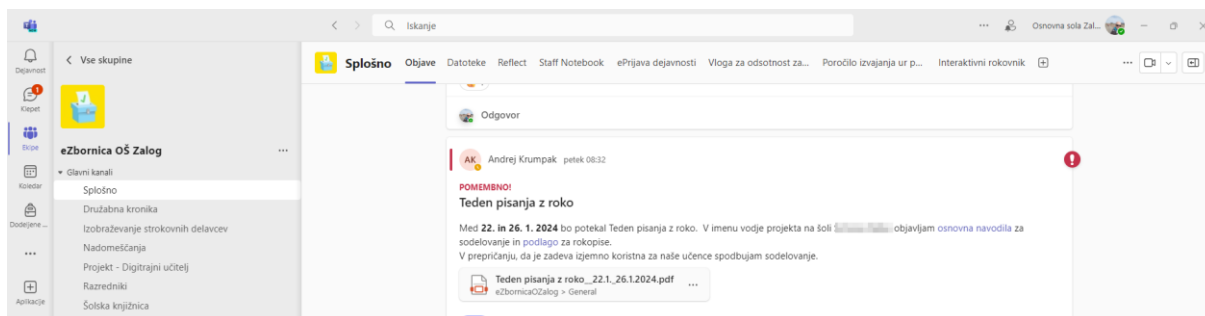 Iskanje
Osnovna sola Zal...
Dejavnost
Klepet
1
Ekipe
Koledar
Dodeljene ...
Aplikacije
Vse skupine
eZbornica OŠ Zalog
Glavni kanali
Splošno
Družabna kronika
Izobraževanje strokovnih delavcev
Nadomeščanja
Projekt - Digitrajni učitelj
Razredniki
Šolska knjižnica
Splošno Objave Datoteke Reflect Staff Notebook ePrijava dejavnosti Vloga za odsotnost za... Poročilo izvajanja ur p... Interaktivni rokovnik
Odgovor
AK Andrej Krumpak petek 08:32
POMEMBNO!
Teden pisanja z roko
Med 22. in 26. 1. 2024 bo potekal Teden pisanja z roko. V imenu vodje projekta na šoli objavljam osnovna navodila za
sodelovanje in podlago za rokopise.
V prepričanju, da je zadeva izjemno koristna za naše učence spodbujam sodelovanje.
Teden pisanja z roko__22.1._26.1.2024.pdf
eZbornicaOZalog > General